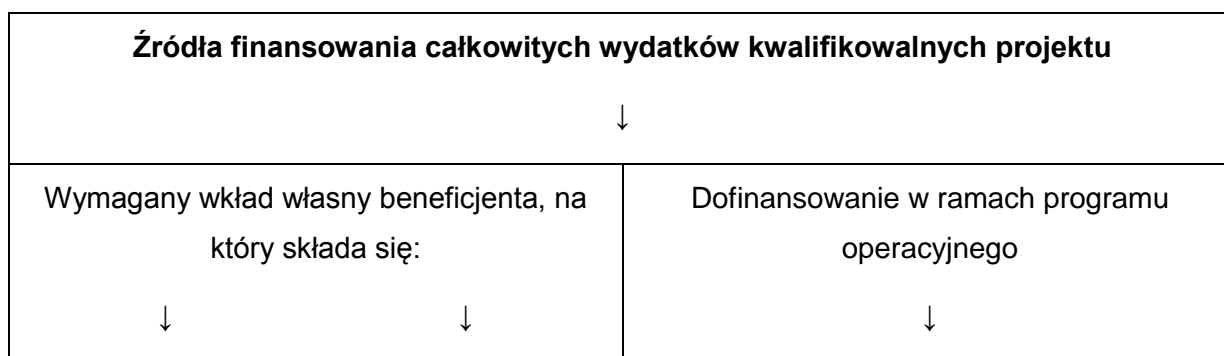 Źródła finansowania całkowitych wydatków kwalifikowalnych projektu
↓
Wymagany wkład własny beneficjenta, na
który składa się:
↓ ↓
Dofinansowanie w ramach programu
operacyjnego
↓